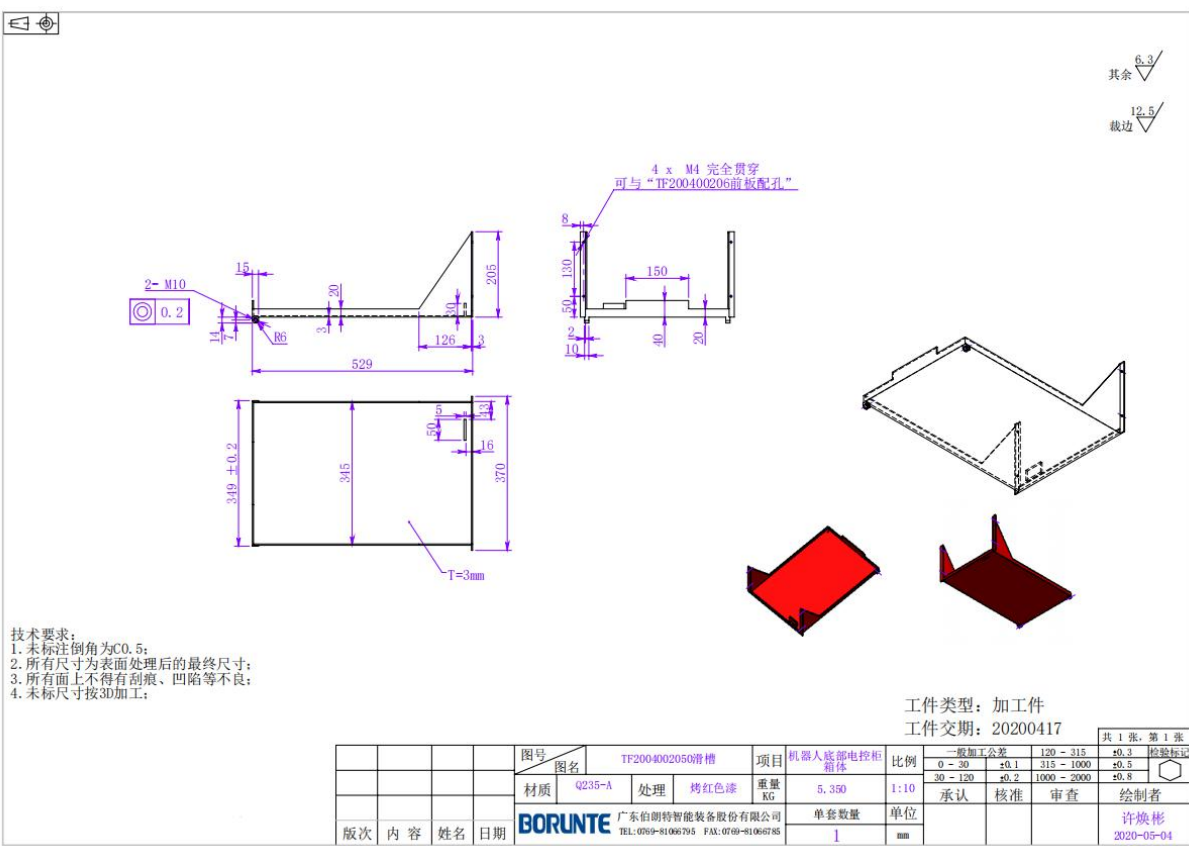 其余 6.3
裁边 12.5
4 x M4 完全贯穿
可与“TF200400206前板配孔”
8
130
50
2
10
150
40
20
15
2- M10
0.2
14
7
R6
3
20
30
205
126
3
529
349 ±0.2
345
50
5
43
16
370
T=3mm
技术要求:
1.未标注倒角为C0.5;
2.所有尺寸为表面处理后的最终尺寸;
3.所有面上不得有刮痕、凹陷等不良;
4.未标尺寸按3D加工;
工件类型: 加工件
工件交期: 20200417
共 1 张, 第 1 张
图号 图名 TF2004002050滑槽 项目 机器人底部电控柜箱体 比例 一般加工公差 120 - 315 ±0.3 检验标记
0 - 30 ±0.1 315 - 1000 ±0.5
材质 Q235-A 处理 烤红色漆 重量 KG 5.350 1:10 30 - 120 ±0.2 1000 - 2000 ±0.8
承认 核准 审查 绘制者
BORUNTE 广东伯朗特智能装备股份有限公司 单套数量 单位 许焕彬
TEL:0769-81066795 FAX:0769-81066785 1 mm 2020-05-04
版次 内 容 姓名 日期